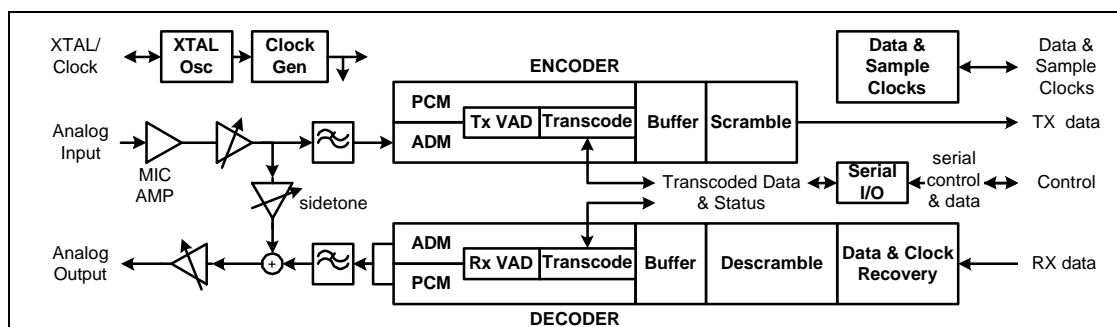 XTAL/
Clock
XTAL
Osc
Clock
Gen
ENCODER
Data &
Sample
Clocks
Data &
Sample
Clocks
Analog
Input
MIC
AMP
PCM
ADM
Tx VAD
Transcode
Buffer
Scramble
TX data
sidetone
Transcoded Data
& Status
Serial
I/O
serial
control
& data
Control
Analog
Output
+
ADM
PCM
Rx VAD
Transcode
Buffer
Descramble
Data & Clock
Recovery
RX data
DECODER